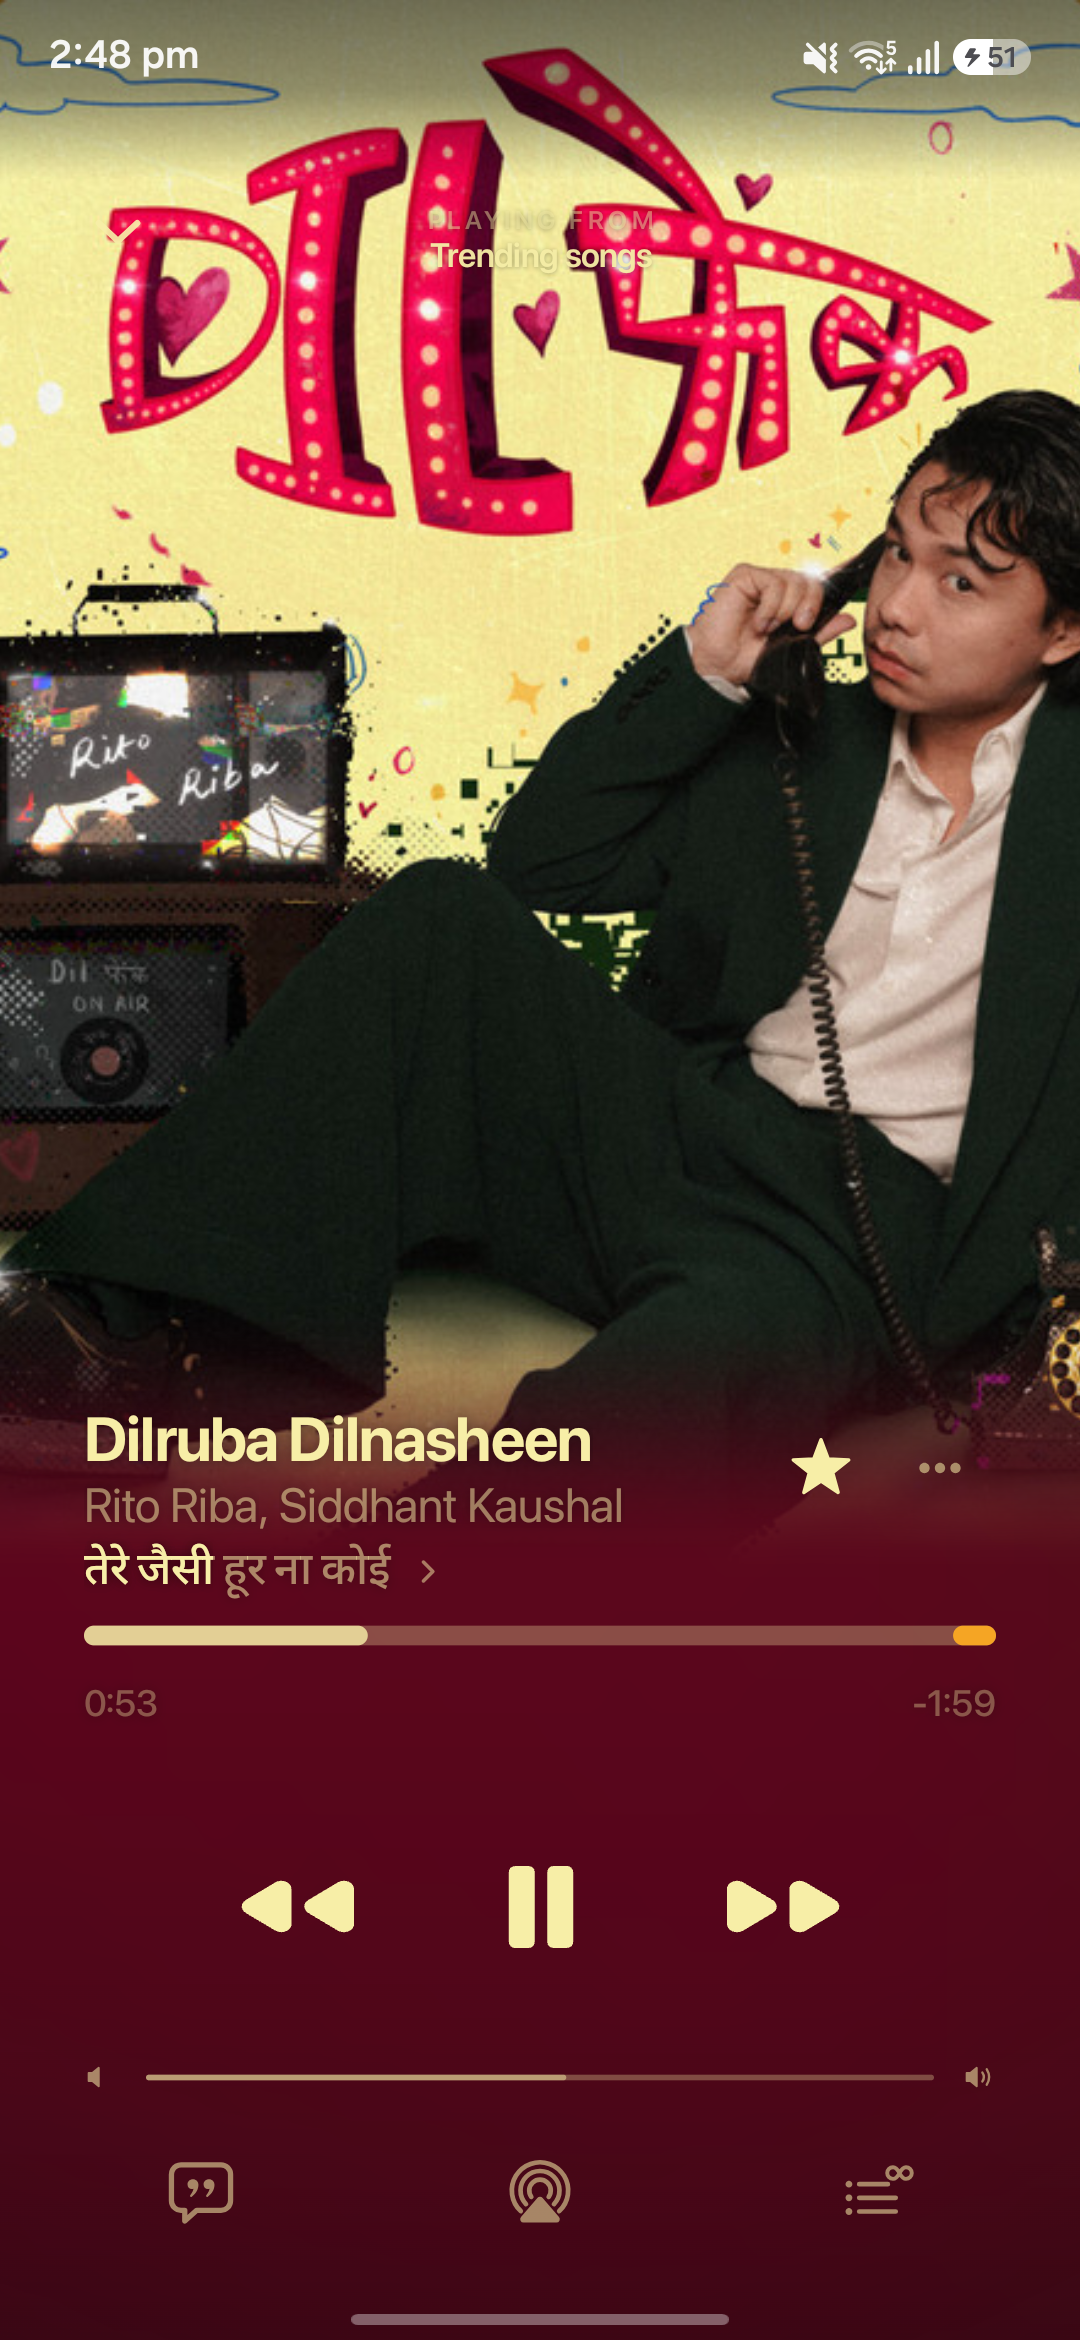 2:48 pm
5
51
PLAYING FROM
Trending songs
DIL फेंक
Rito
Riba
Dil फेंक
ON AIR
Dilruba Dilnasheen
Rito Riba, Siddhant Kaushal
तेरे जैसी हूर ना कोई
0:53
-1:59